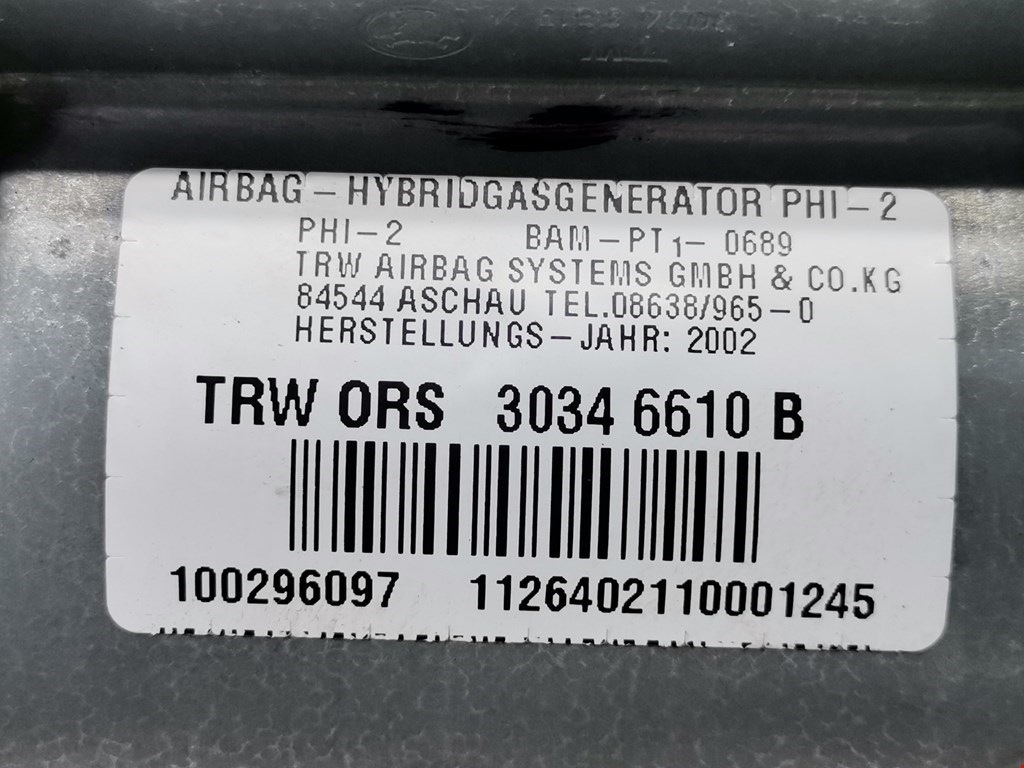 AIRBAG-HYBRIDGASGENERATOR PHI-2
PHI-2 BAM-PT1-0689
TRW AIRBAG SYSTEMS GMBH & CO.KG
84544 ASCHAU TEL.08638/965-0
HERSTELLUNGS-JAHR: 2002
TRW ORS 3034 6610 B
100296097 1126402110001245